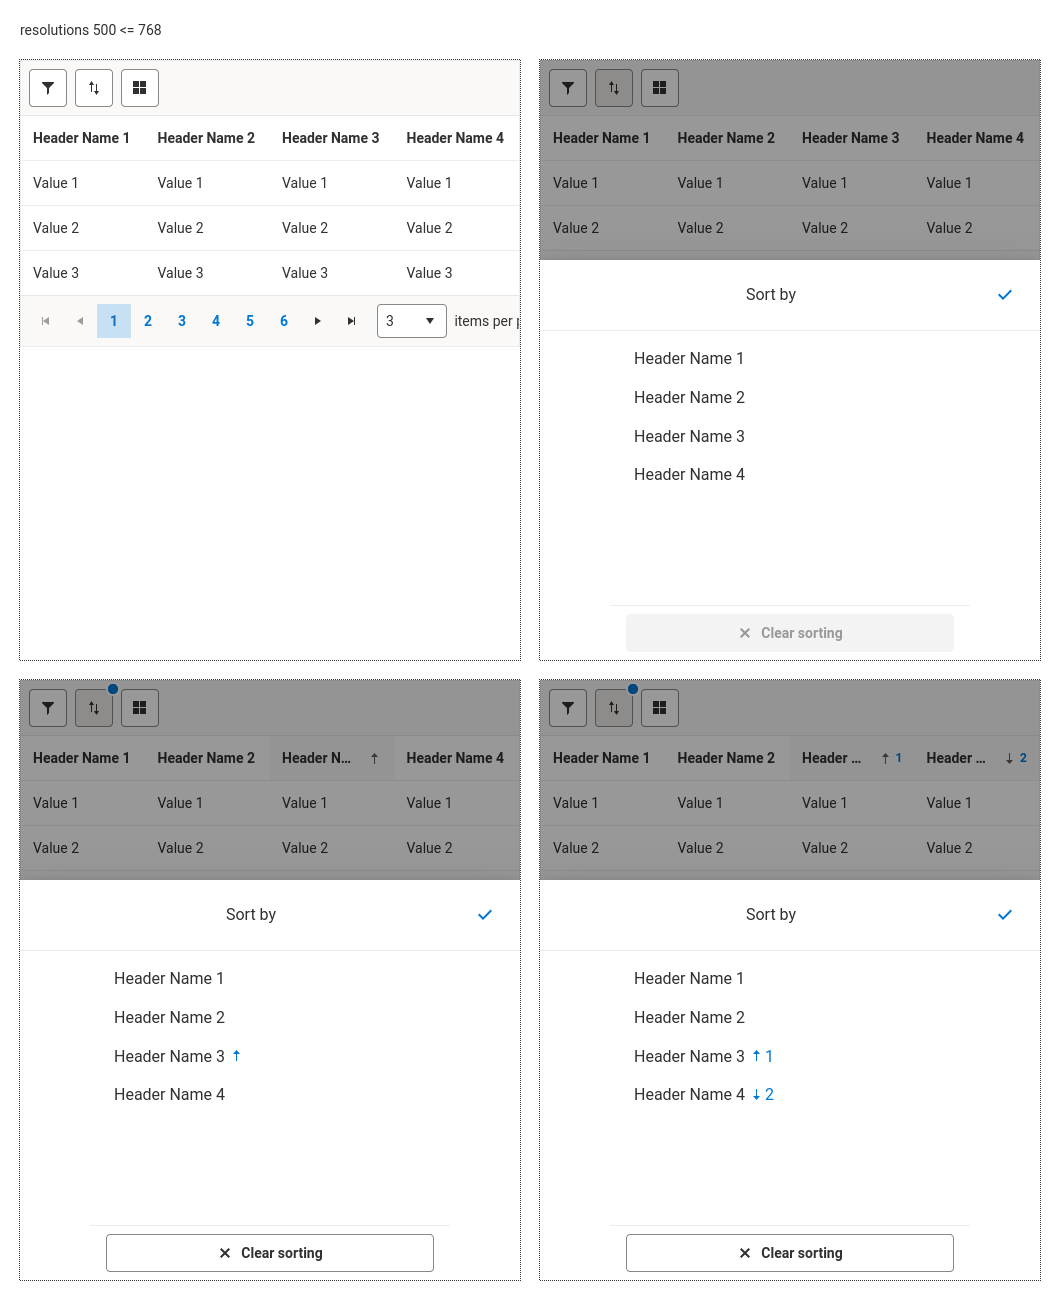 resolutions 500 <= 768
Header Name 1 Header Name 2 Header Name 3 Header Name 4
Value 1 Value 1 Value 1 Value 1
Value 2 Value 2 Value 2 Value 2
Value 3 Value 3 Value 3 Value 3
1 2 3 4 5 6 3 items per
Header Name 1 Header Name 2 Header Name 3 Header Name 4
Value 1 Value 1 Value 1 Value 1
Value 2 Value 2 Value 2 Value 2
Sort by
Header Name 1
Header Name 2
Header Name 3
Header Name 4
Clear sorting
Header Name 1 Header Name 2 Header N... ↑ Header Name 4
Value 1 Value 1 Value 1 Value 1
Value 2 Value 2 Value 2 Value 2
Sort by
Header Name 1
Header Name 2
Header Name 3 ↑
Header Name 4
Clear sorting
Header Name 1 Header Name 2 Header ... ↑ 1 Header ... ↓ 2
Value 1 Value 1 Value 1 Value 1
Value 2 Value 2 Value 2 Value 2
Sort by
Header Name 1
Header Name 2
Header Name 3 ↑ 1
Header Name 4 ↓ 2
Clear sorting